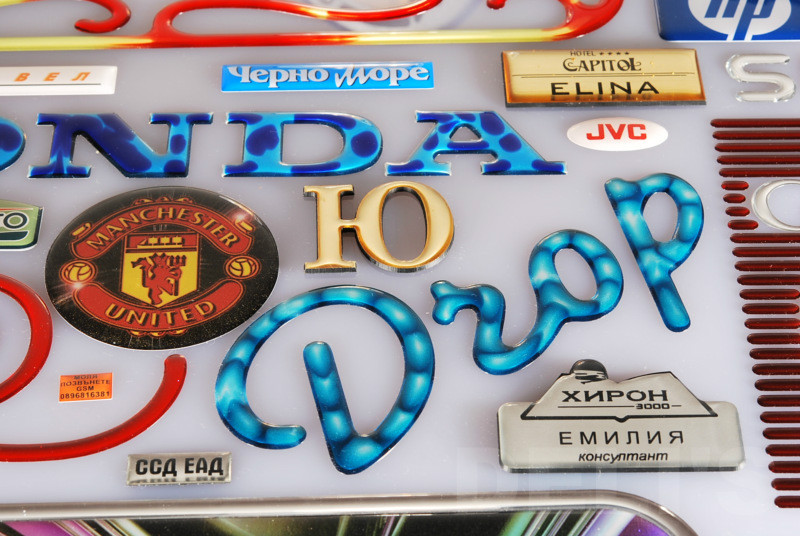 hp
HOTEL ★★★★
CAPITOL
ELINA
S
ВЕЛ
Черно море
NDA
JVC
MANCHESTER
UNITED
Ю
Drop
МОЛЯ
ПОЗВЪНЕТЕ
GSM
0896816381
ХИРОН
3000
ЕМИЛИЯ
консултант
ССД ЕАД